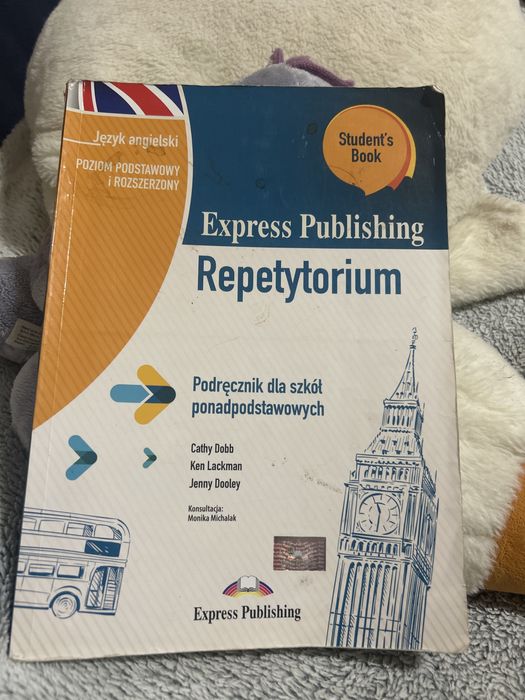 Język angielski
POZIOM PODSTAWOWY
i ROZSZERZONY
Student's
Book
Express Publishing
Repetytorium
Podręcznik dla szkół
ponadpodstawowych
Cathy Dobb
Ken Lackman
Jenny Dooley
Konsultacja:
Monika Michalak
Express Publishing